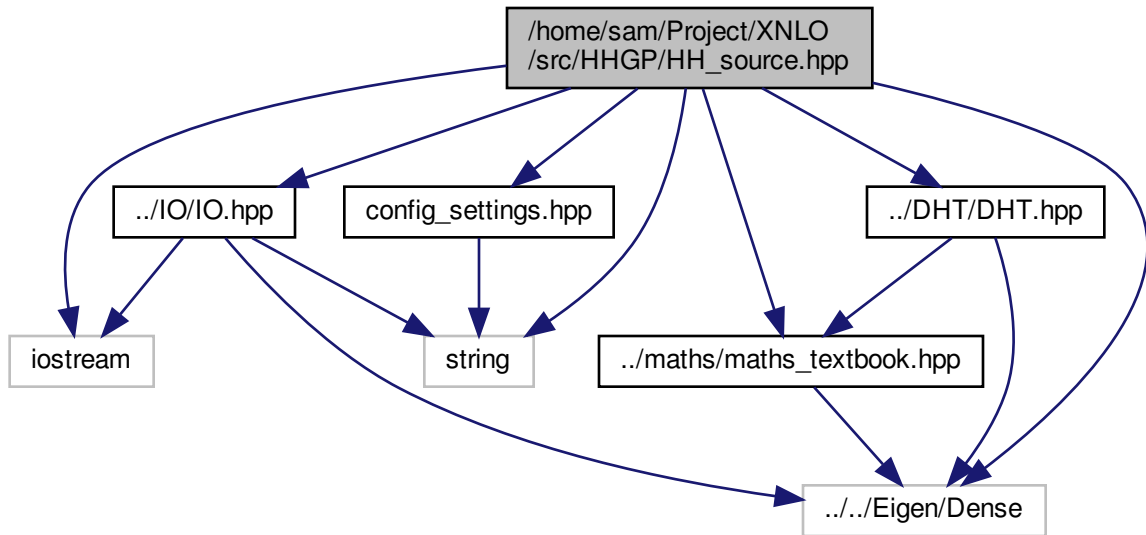 /home/sam/Project/XNLO
/src/HHGP/HH_source.hpp
../IO/IO.hpp
config_settings.hpp
../DHT/DHT.hpp
iostream
string
../maths/maths_textbook.hpp
../../Eigen/Dense